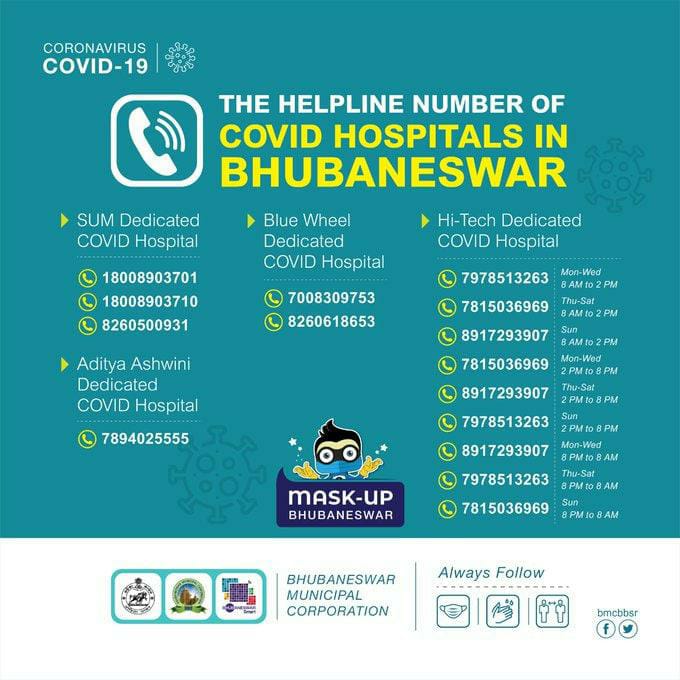 CORONAVIRUS
COVID-19
THE HELPLINE NUMBER OF
COVID HOSPITALS IN
BHUBANESWAR
SUM Dedicated
COVID Hospital
18008903701
18008903710
8260500931
Aditya Ashwini
Dedicated
COVID Hospital
7894025555
Blue Wheel
Dedicated
COVID Hospital
7008309753
8260618653
Hi-Tech Dedicated
COVID Hospital
7978513263 Mon-Wed
8 AM to 2 PM
7815036969 Thu-Sat
8 AM to 2 PM
8917293907 Sun
8 AM to 2 PM
7815036969 Mon-Wed
2 PM to 8 PM
8917293907 Thu-Sat
2 PM to 8 PM
7978513263 Sun
2 PM to 8 PM
8917293907 Mon-Wed
8 PM to 8 AM
7978513263 Thu-Sat
8 PM to 8 AM
7815036969 Sun
8 PM to 8 AM
MASK-UP
BHUBANESWAR
BHUBANESWAR
MUNICIPAL
CORPORATION
Always Follow
bmcbbsr